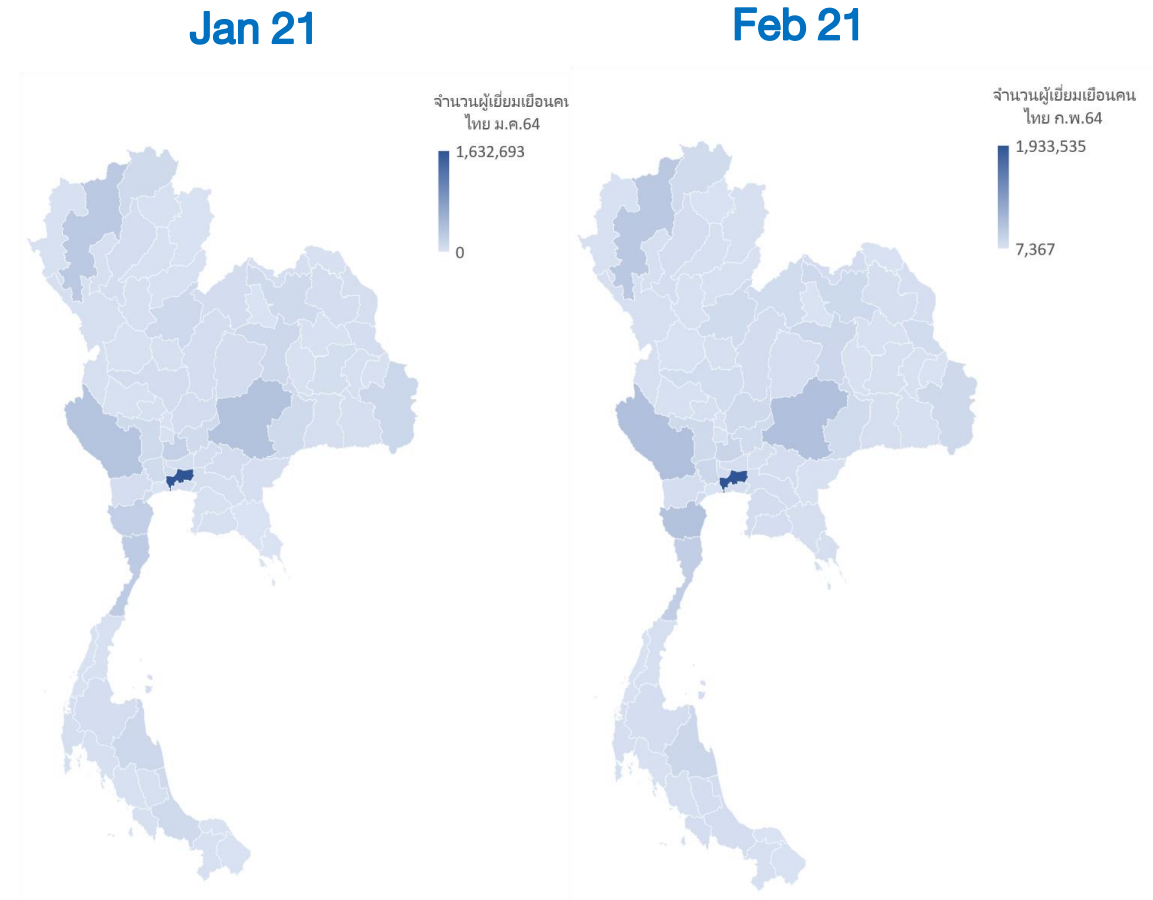 Jan 21
Feb 21
จำนวนผู้เยี่ยมเยือนคน
ไทย ม.ค.64
1,632,693
0
จำนวนผู้เยี่ยมเยือนคน
ไทย ก.พ.64
1,933,535
7,367